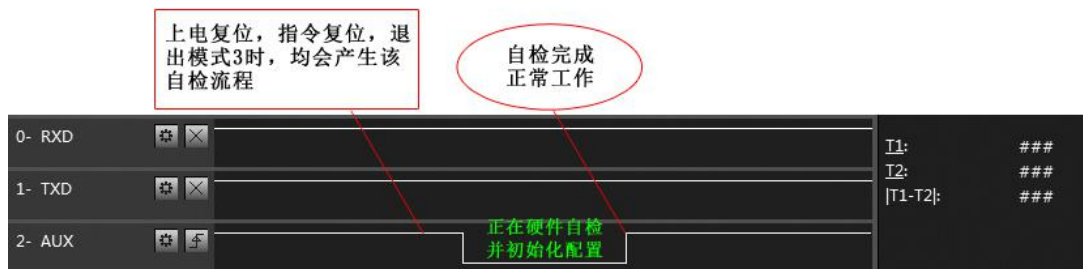 上电复位，指令复位，退
出模式3时，均会产生该
自检流程
自检完成
正常工作
0- RXD
T1: ###
T2: ###
1- TXD
|T1-T2|: ###
正在硬件自检
2- AUX
并初始化配置